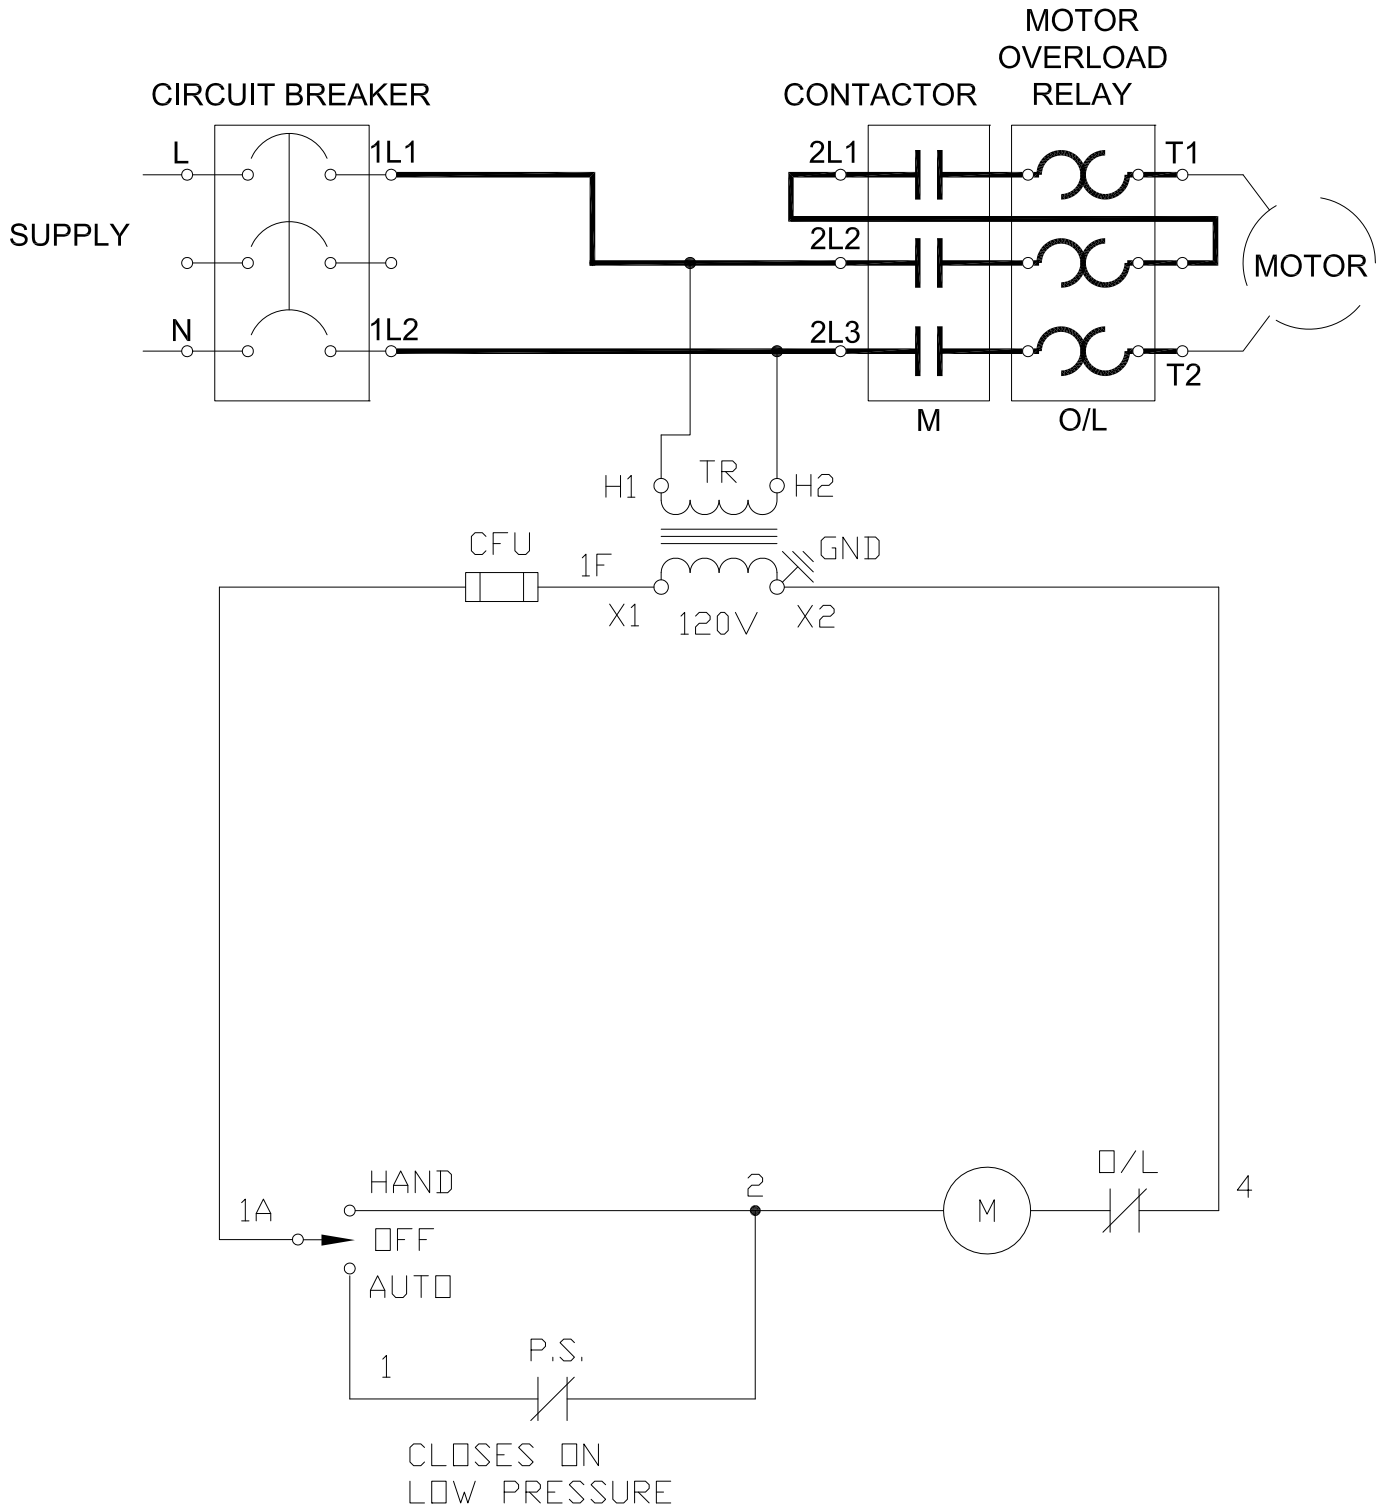 MOTOR
OVERLOAD
RELAY
CIRCUIT BREAKER
CONTACTOR
L
1L1
2L1
T1
SUPPLY
2L2
MOTOR
N
1L2
2L3
T2
M
O/L
H1
TR
H2
CFU
1F
GND
X1
120V
X2
HAND
2
O/L
4
1A
M
OFF
AUTO
1
P.S.
CLOSES ON
LOW PRESSURE